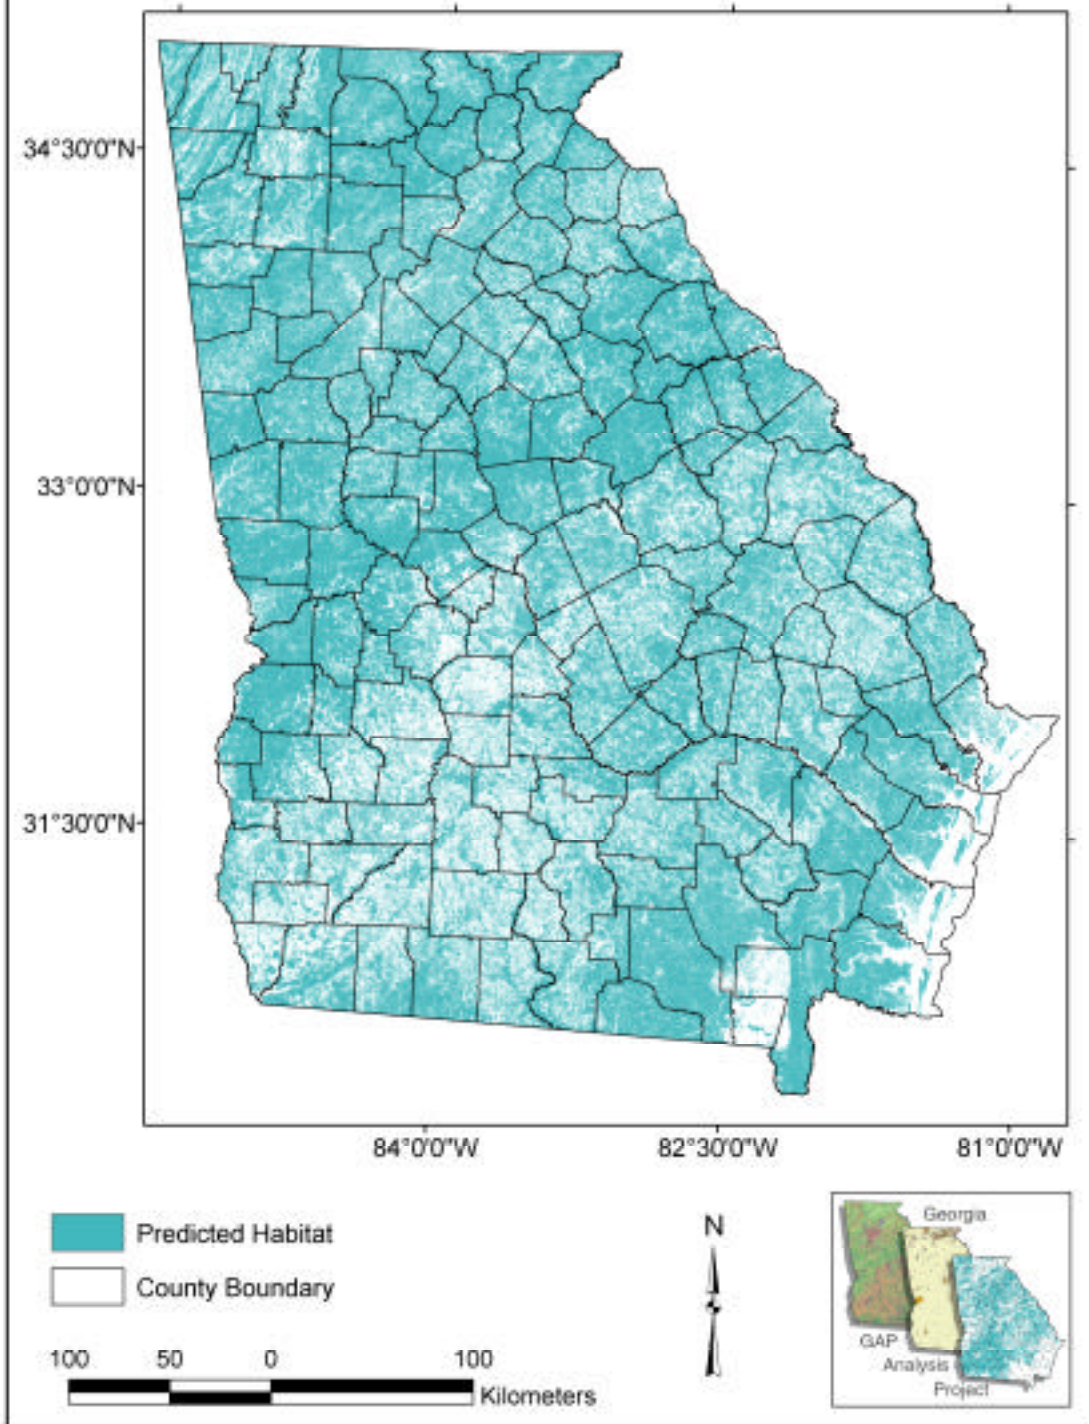 34°30'0"N
33°0'0"N
31°30'0"N
84°0'0"W
82°30'0"W
81°0'0"W
Predicted Habitat
County Boundary
N
100
50
0
100
Kilometers
Georgia
GAP
Analysis
Project